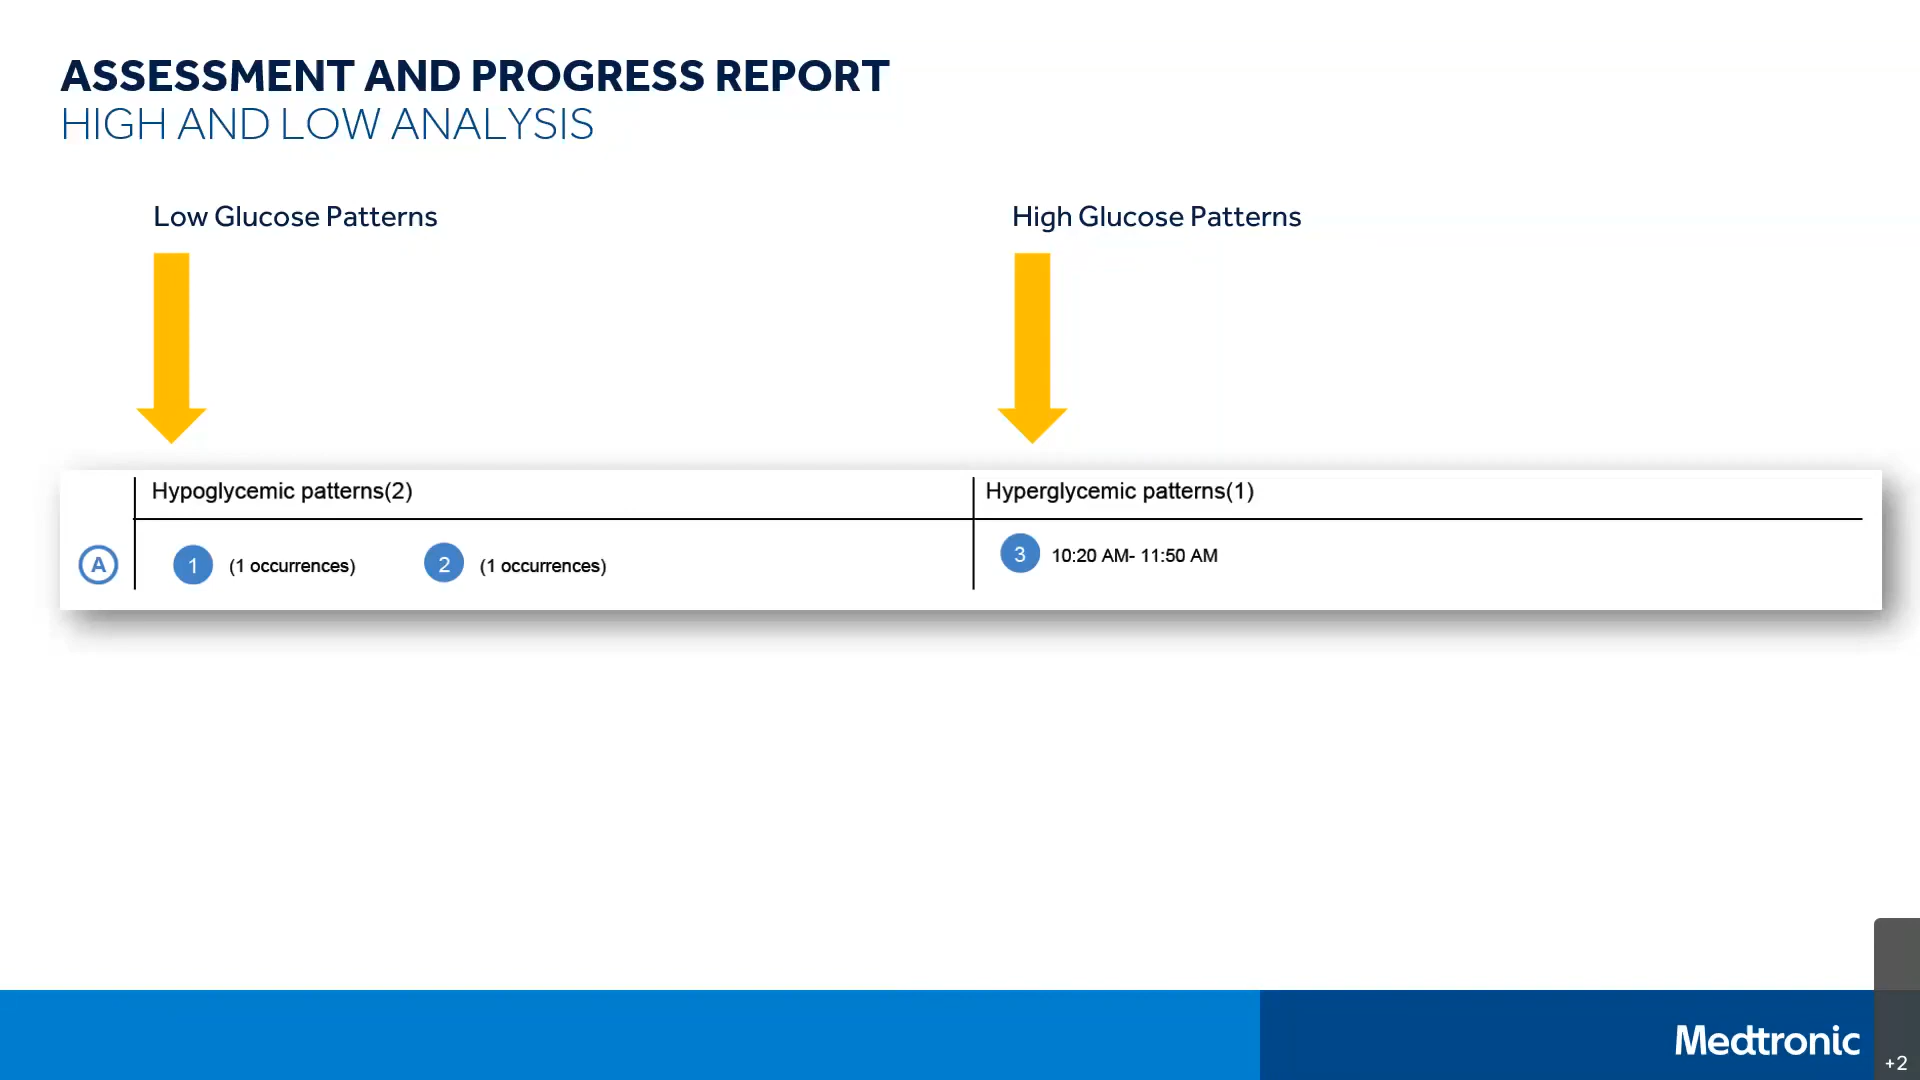 ASSESSMENT AND PROGRESS REPORT
HIGH AND LOW ANALYSIS
Low Glucose Patterns
High Glucose Patterns
Hypoglycemic patterns(2)
Hyperglycemic patterns(1)
A
1 (1 occurrences)
2 (1 occurrences)
3 10:20 AM- 11:50 AM
Medtronic
+2